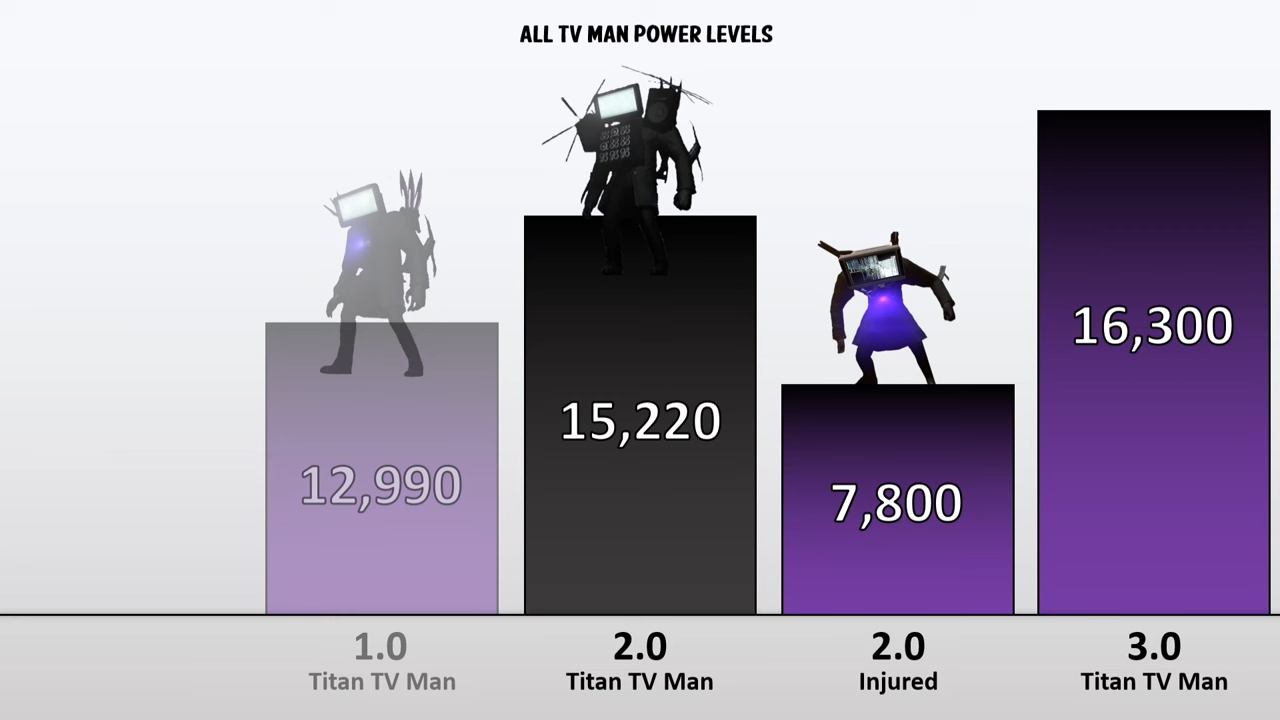 ALL TV MAN POWER LEVELS
12,990
15,220
7,800
16,300
1.0
Titan TV Man
2.0
Titan TV Man
2.0
Injured
3.0
Titan TV Man